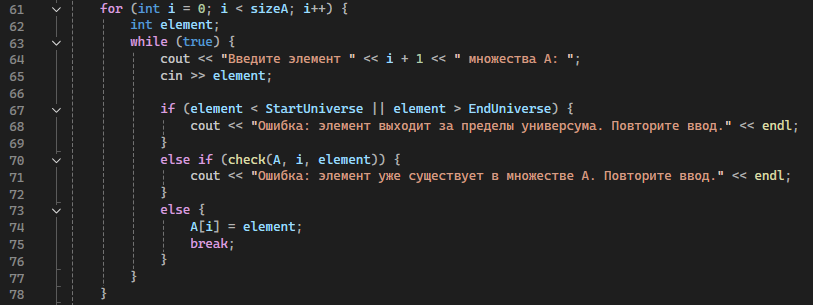 61 for (int i = 0; i < sizeA; i++) {
62 int element;
63 while (true) {
64 cout << "Введите элемент " << i + 1 << " множества A: ";
65 cin >> element;
66
67 if (element < StartUniverse || element > EndUniverse) {
68 cout << "Ошибка: элемент выходит за пределы универсума. Повторите ввод." << endl;
69 }
70 else if (check(A, i, element)) {
71 cout << "Ошибка: элемент уже существует в множестве A. Повторите ввод." << endl;
72 }
73 else {
74 A[i] = element;
75 break;
76 }
77 }
78 }